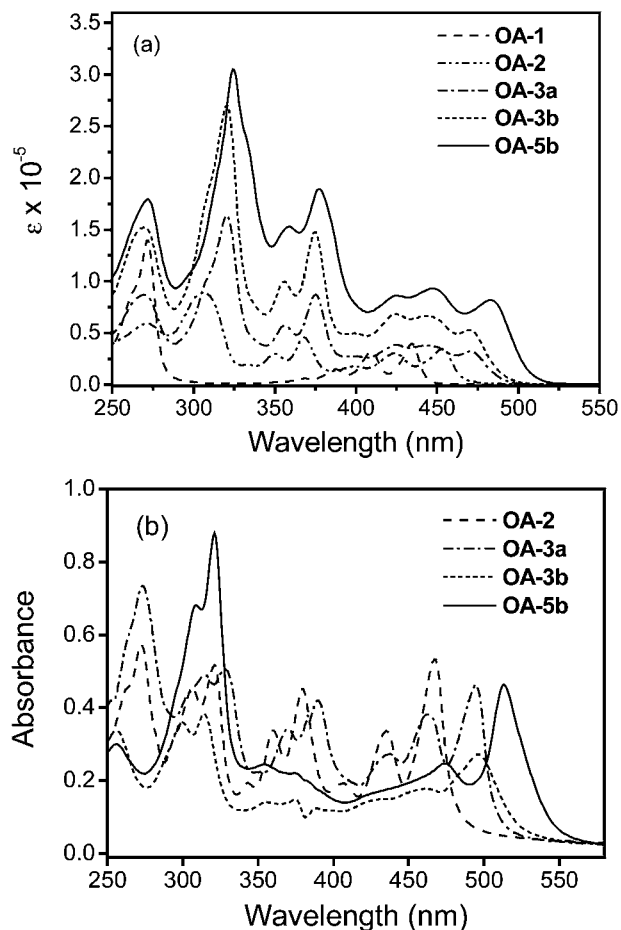 (a)
OA-1
OA-2
OA-3a
OA-3b
OA-5b
ε x 10⁻⁵
3.5
3.0
2.5
2.0
1.5
1.0
0.5
0.0
250 300 350 400 450 500 550
Wavelength (nm)
(b)
OA-2
OA-3a
OA-3b
OA-5b
Absorbance
1.0
0.8
0.6
0.4
0.2
0.0
250 300 350 400 450 500 550
Wavelength (nm)